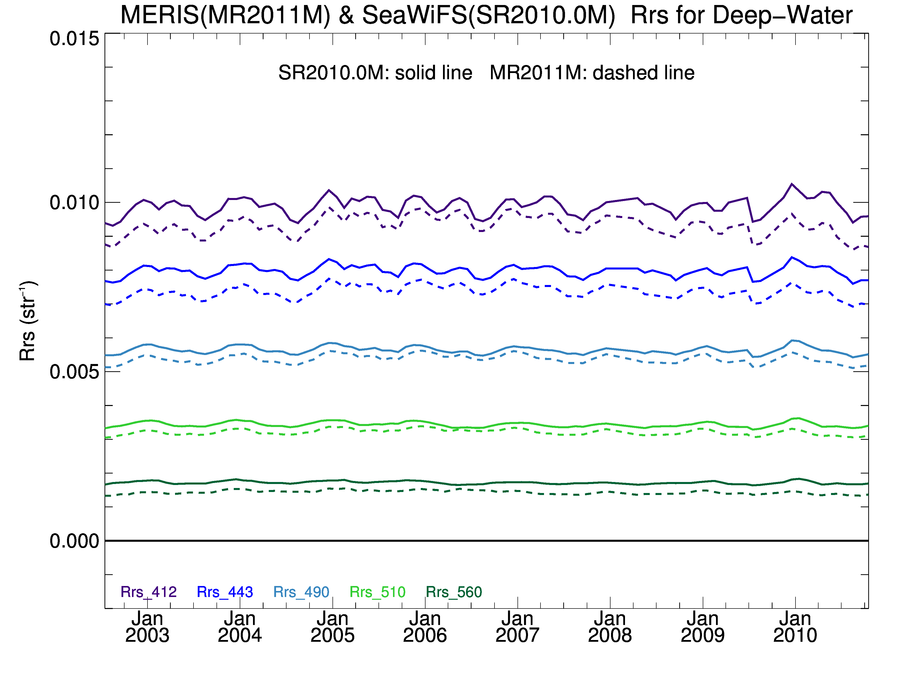 MERIS(MR2011M) & SeaWiFS(SR2010.0M)  Rrs for Deep−Water
0.015
SR2010.0M: solid line   MR2011M: dashed line
0.010
Rrs (str⁻¹)
0.005
0.000
Rrs_412 Rrs_443 Rrs_490 Rrs_510 Rrs_560
Jan Jan Jan Jan Jan Jan Jan Jan
2003 2004 2005 2006 2007 2008 2009 2010